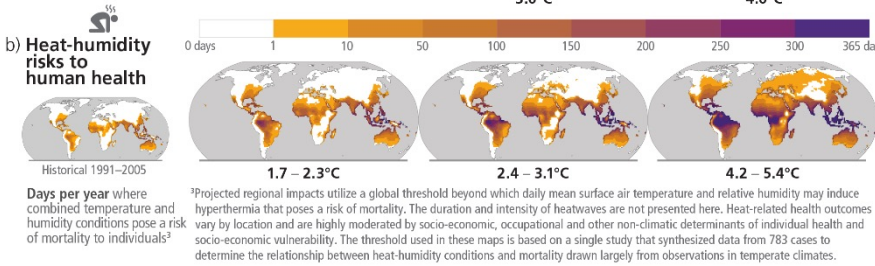 3.0°C 4.0°C
b) Heat-humidity
risks to
human health
0 days 1 10 50 100 150 200 250 300 365 da
Historical 1991–2005
1.7 – 2.3°C 2.4 – 3.1°C 4.2 – 5.4°C
Days per year where
combined temperature and
humidity conditions pose a risk
of mortality to individuals³
³Projected regional impacts utilize a global threshold beyond which daily mean surface air temperature and relative humidity may induce
hyperthermia that poses a risk of mortality. The duration and intensity of heatwaves are not presented here. Heat-related health outcomes
vary by location and are highly moderated by socio-economic, occupational and other non-climatic determinants of individual health and
socio-economic vulnerability. The threshold used in these maps is based on a single study that synthesized data from 783 cases to
determine the relationship between heat-humidity conditions and mortality drawn largely from observations in temperate climates.